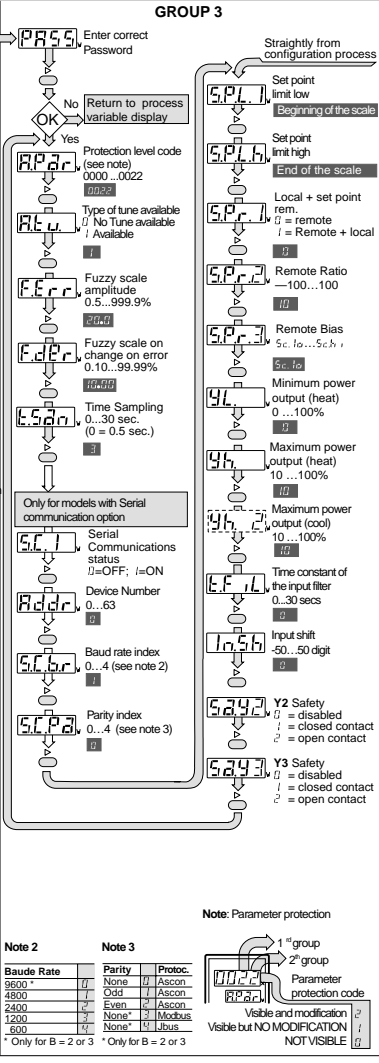 GROUP 3
PASS.
Enter correct
Password
No
Return to process
variable display
OK
Yes
A.Par
Protection level code
(see note)
0000 ...0022
0022
A.t u.
Type of tune available
0 No Tune available
1 Available
1
F.Err
Fuzzy scale
amplitude
0.5...999.9%
20.0
F.dEr
Fuzzy scale on
change on error
0.10...99.99%
10.00
t.San
Time Sampling
0...30 sec.
(0 = 0.5 sec.)
3
Only for models with Serial
communication option
S.C. 1
Serial
Communications
status
0=OFF; 1=ON
Addr.
Device Number
0...63
0
S.C.b.r
Baud rate index
0...4 (see note 2)
1
S.C.Pa
Parity index
0...4 (see note 3)
0
Straightly from
configuration process
S.P.L. l
Set point
limit low
Beginning of the scale
S.P.L.h
Set point
limit high
End of the scale
S.P.r. 1
Local + set point
rem.
0 = remote
1 = Remote + local
0
S.P.r.2
Remote Ratio
—100...100
10
S.P.r.3
Remote Bias
Sc.lo...Sc.hi
Sc.lo
YL.
Minimum power
output (heat)
0 ...100%
0
Yh.
Maximum power
output (heat)
10 ...100%
10
Yh. 2
Maximum power
output (cool)
10 ...100%
10
t.F iL
Time constant of
the input filter
0...30 secs
0
In.Sh
Input shift
-50...50 digit
0
S.a.Y.2
Y2 Safety
0 = disabled
1 = closed contact
2 = open contact
S.a.Y.3
Y3 Safety
0 = disabled
1 = closed contact
2 = open contact
Note: Parameter protection
1 rd group
2 th group
0022
A.Par.
Parameter
protection code
Visible and modification 2
Visible but NO MODIFICATION 1
NOT VISIBLE 0
Note 2
Baude Rate
9600 * 0
4800 1
2400 2
1200 3
600 4
* Only for B = 2 or 3
Note 3
Parity Protoc.
None 0 Ascon
Odd 1 Ascon
Even 2 Ascon
None* 3 Modbus
None* 4 Jbus
* Only for B = 2 or 3